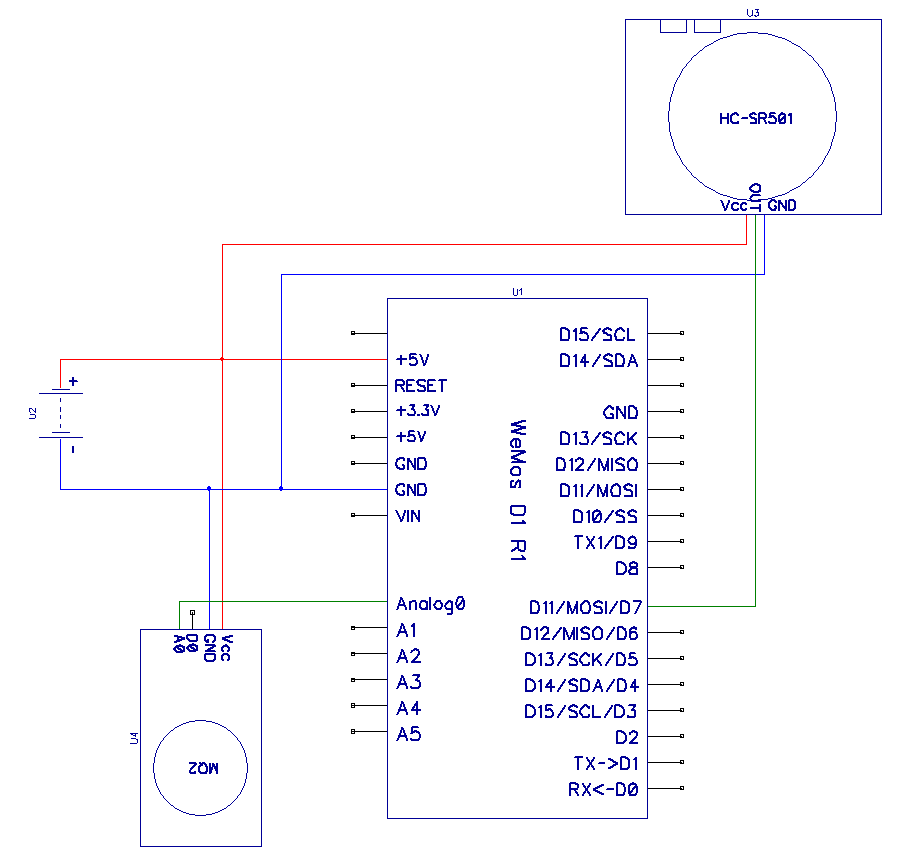 U3
HC-SR501
OUT
Vcc GND
U1
+5V
RESET
+3.3V
+5V
GND
GND
VIN
Analog0
A1
A2
A3
A4
A5
WeMos D1 R1
D15/SCL
D14/SDA
GND
D13/SCK
D12/MISO
D11/MOSI
D10/SS
TX1/D9
D8
D11/MOSI/D7
D12/MISO/D6
D13/SCK/D5
D14/SDA/D4
D15/SCL/D3
D2
TX->D1
RX<-D0
U2
+
-
A0
D0
GND
Vcc
U4
MQ2